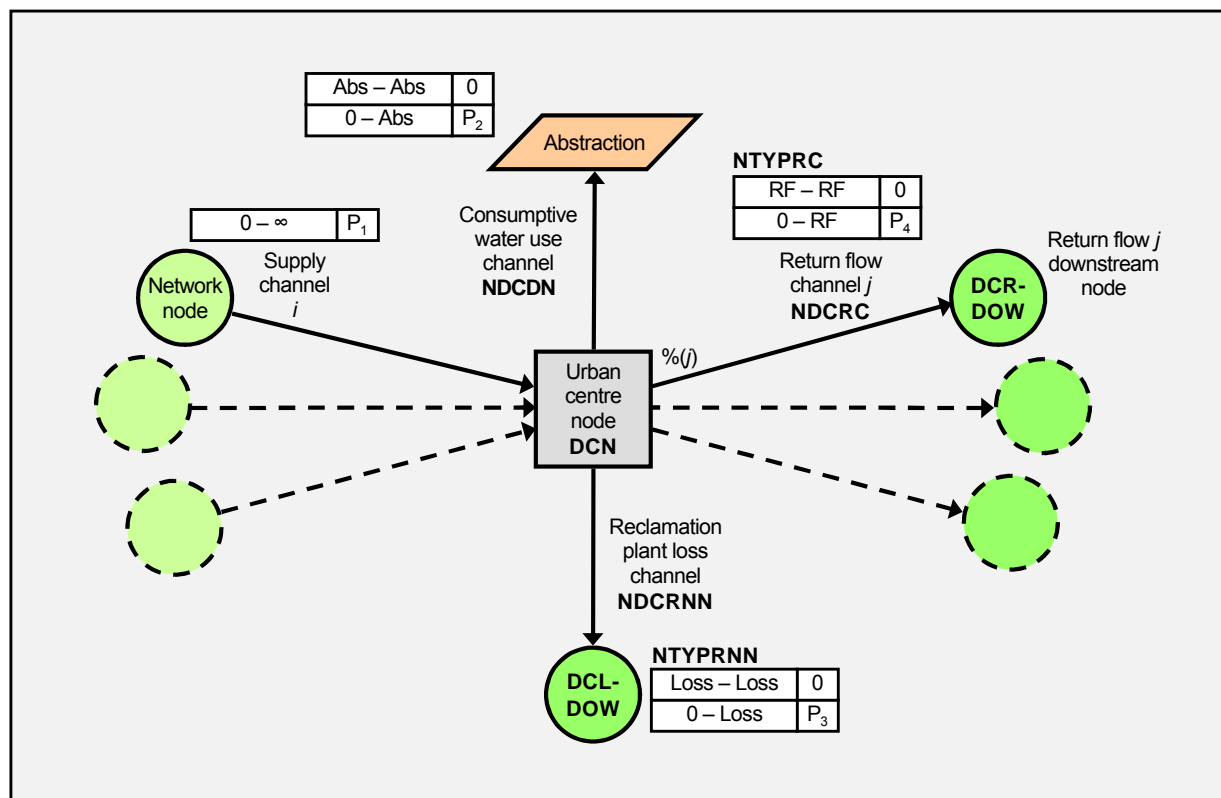 Abs – Abs 0
0 – Abs P₂
Abstraction
NTYPRC
RF – RF 0
0 – RF P₄
0 – ∞ P₁
Supply
channel
i
Network
node
Consumptive
water use
channel
NDCDN
Return flow
channel j
NDCRC
Return flow j
downstream
node
DCR-
DOW
%(j)
Urban
centre
node
DCN
Reclamation
plant loss
channel
NDCRNN
DCL-
DOW
NTYPRNN
Loss – Loss 0
0 – Loss P₃